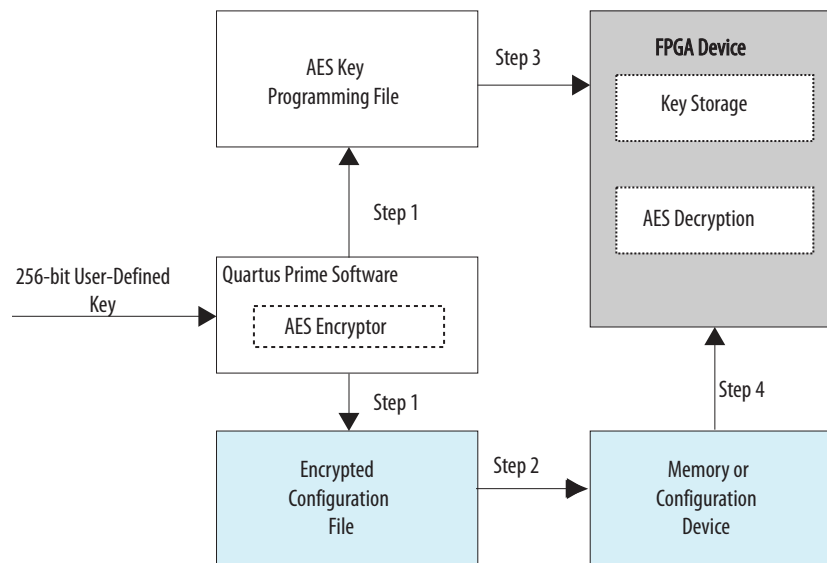 AES Key
Programming File
Step 3
FPGA Device
Key Storage
AES Decryption
Step 1
256-bit User-Defined
Key
Quartus Prime Software
AES Encryptor
Step 1
Step 4
Encrypted
Configuration
File
Step 2
Memory or
Configuration
Device